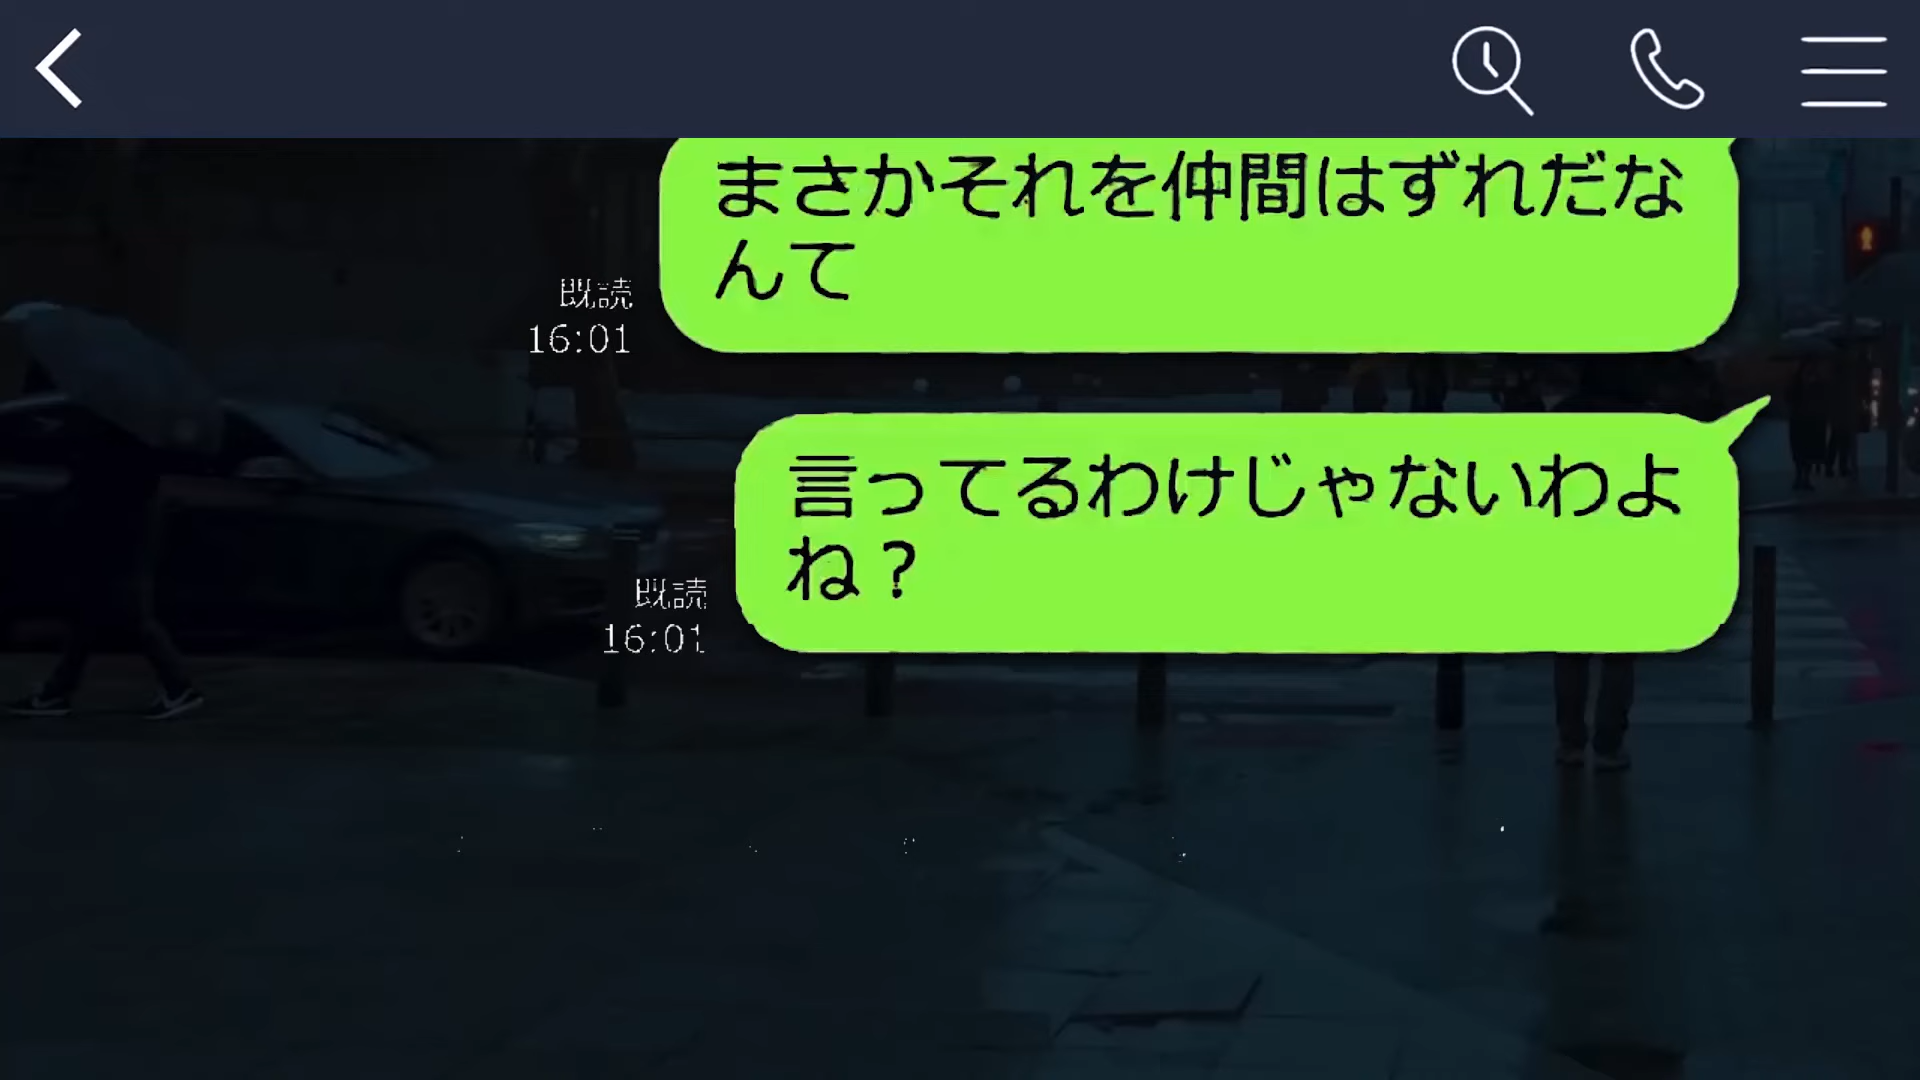 まさかそれを仲間はずれだな
んて
既読
16:01
言ってるわけじゃないわよ
ね？
既読
16:01